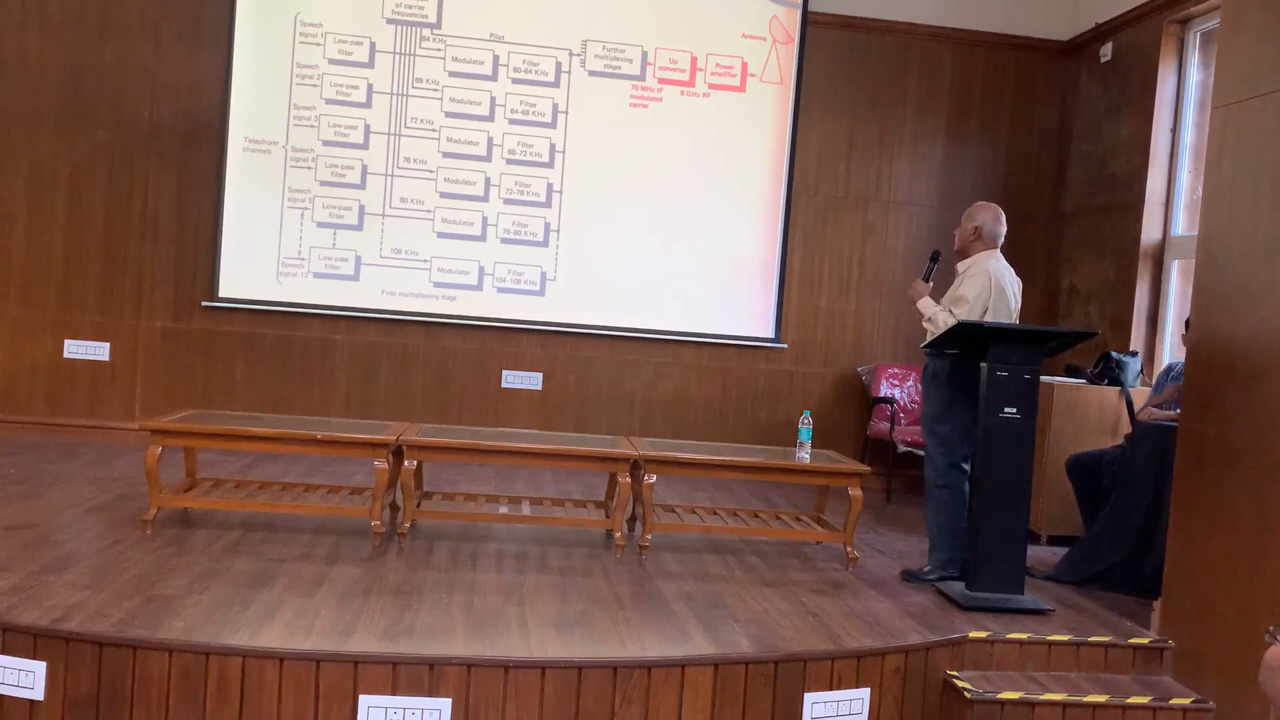 of carrier
frequencies
Speech
signal 1
Low-pass
filter
64 KHz
Pilot
Modulator
Filter
60-64 KHz
Further
multiplexing
stages
Up
converter
Power
amplifier
Antenna
70 MHz IF
modulated
carrier
6 GHz RF
Speech
signal 2
Low-pass
filter
68 KHz
Modulator
Filter
64-68 KHz
Speech
signal 3
Low-pass
filter
72 KHz
Modulator
Filter
68-72 KHz
Telephone
channels
Speech
signal 4
Low-pass
filter
76 KHz
Modulator
Filter
72-76 KHz
Speech
signal 5
Low-pass
filter
80 KHz
Modulator
Filter
76-80 KHz
Speech
signal 12
Low-pass
filter
108 KHz
Modulator
Filter
104-108 KHz
First multiplexing stage